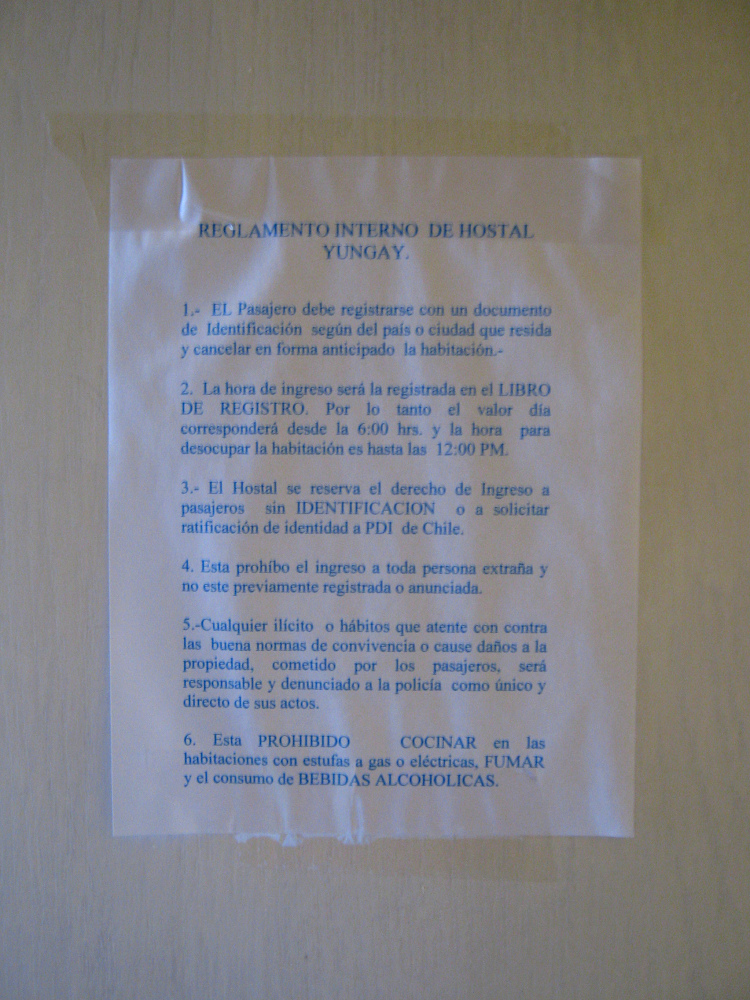 REGLAMENTO INTERNO DE HOSTAL
YUNGAY.
1.- EL Pasajero debe registrarse con un documento
de Identificación según del país o ciudad que resida
y cancelar en forma anticipado la habitación.-
2. La hora de ingreso será la registrada en el LIBRO
DE REGISTRO. Por lo tanto el valor día
corresponderá desde la 6:00 hrs. y la hora para
desocupar la habitación es hasta las 12:00 PM.
3.- El Hostal se reserva el derecho de Ingreso a
pasajeros sin IDENTIFICACION o a solicitar
ratificación de identidad a PDI de Chile.
4. Esta prohíbo el ingreso a toda persona extraña y
no este previamente registrada o anunciada.
5.-Cualquier ilícito o hábitos que atente con contra
las buena normas de convivencia o cause daños a la
propiedad, cometido por los pasajeros, será
responsable y denunciado a la policía como único y
directo de sus actos.
6. Esta PROHIBIDO COCINAR en las
habitaciones con estufas a gas o eléctricas, FUMAR
y el consumo de BEBIDAS ALCOHOLICAS.